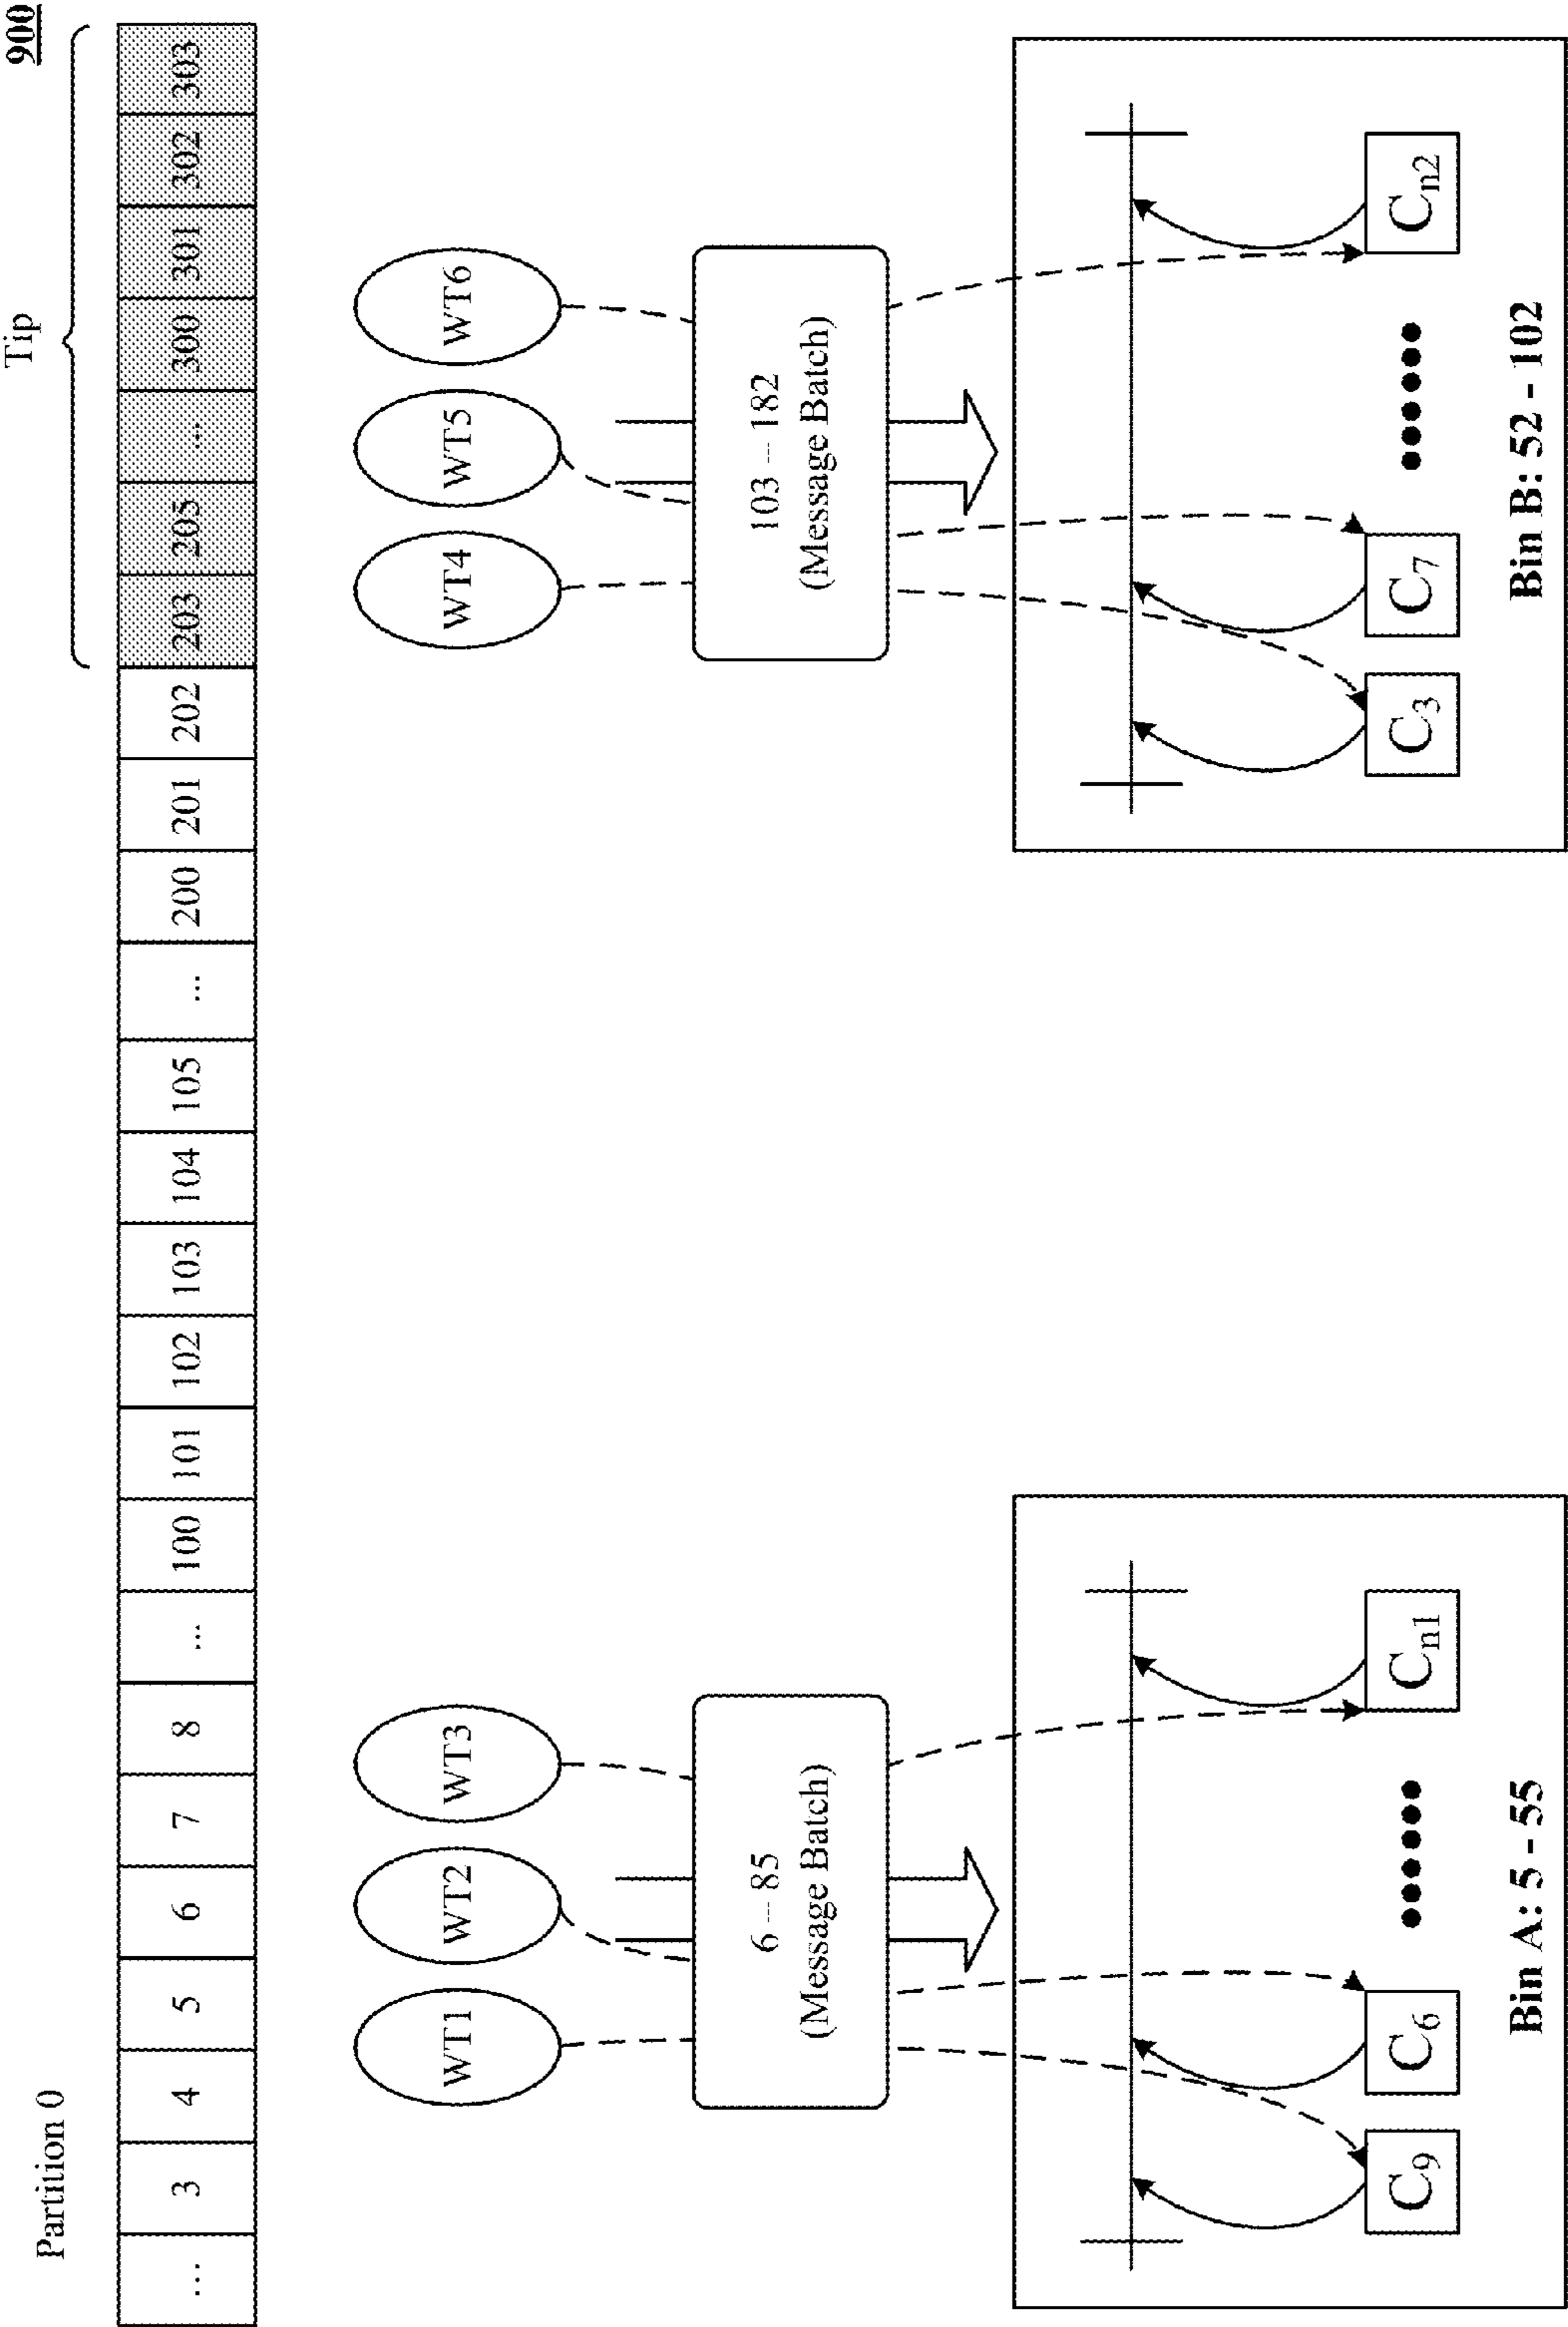 900
Partition 0
Tip
... 3 4 5 6 7 8 ... 100 101 102 103 104 105 ... 200 201 202 203 205 ... 300 301 302 303
WT1 WT2 WT3 WT4 WT5 WT6
6 --- 85
(Message Batch)
103 --- 182
(Message Batch)
C9 C6 Cn1
C3 C7 Cn2
Bin A: 5 - 55
Bin B: 52 - 102